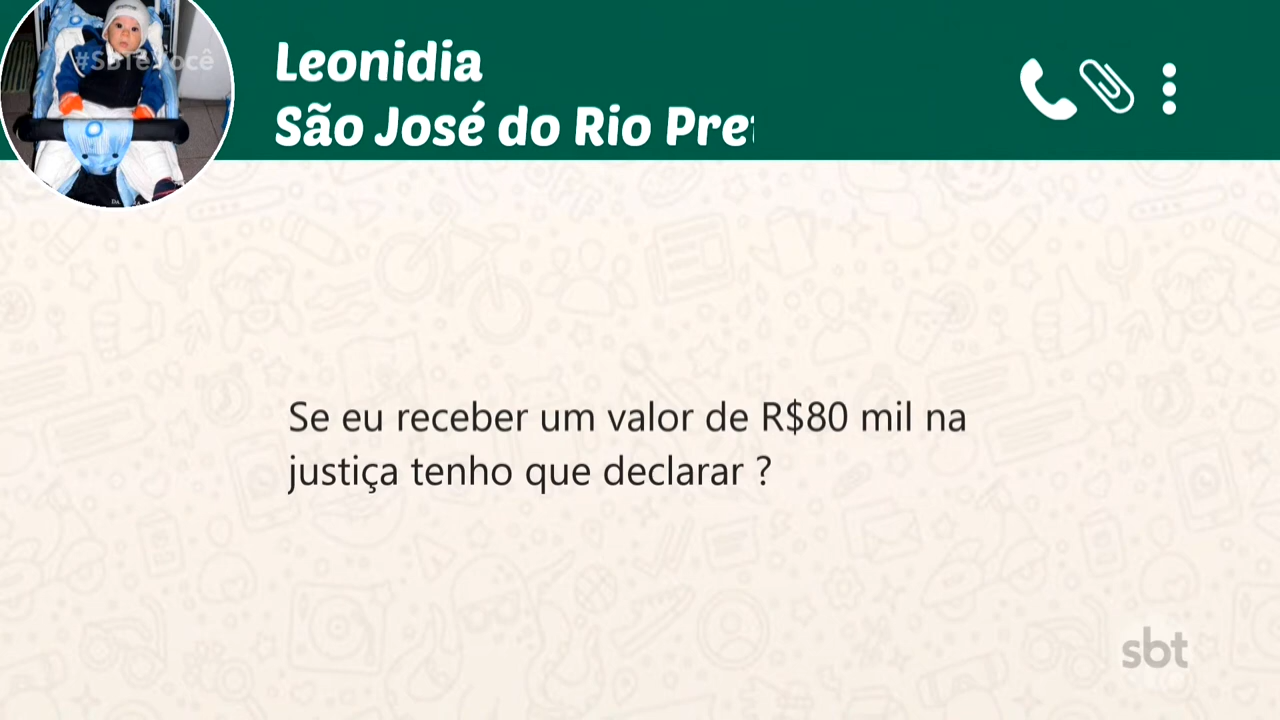 #SBTeVocê
Leonidia
São José do Rio Pre
Se eu receber um valor de R$80 mil na
justiça tenho que declarar ?
sbt